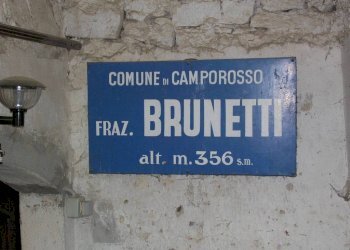 COMUNE DI CAMPOROSSO
FRAZ. BRUNETTI
alt. m. 356 s.m.